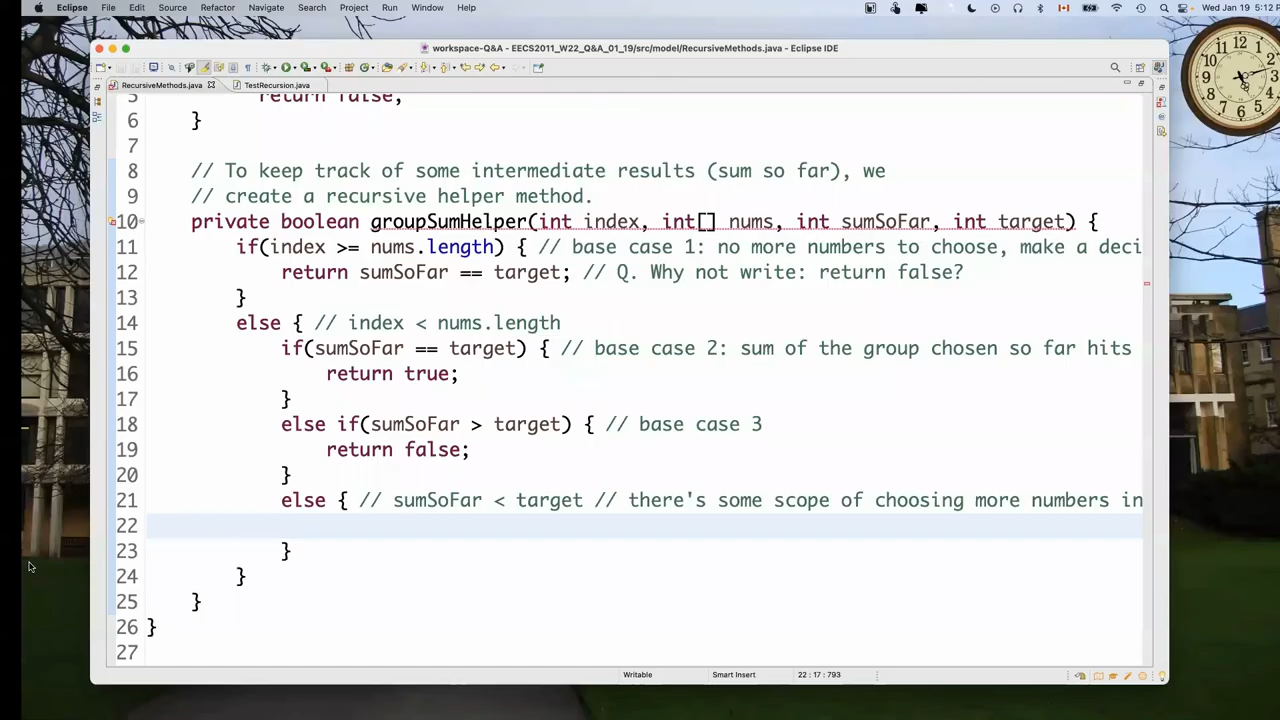 Eclipse File Edit Source Refactor Navigate Search Project Run Window Help Wed Jan 19 5:12 P
workspace-Q&A - EECS2011_W22_Q&A_01_19/src/model/RecursiveMethods.java - Eclipse IDE
RecursiveMethods.java TestRecursion.java
5 return false;
6 }
7
8 // To keep track of some intermediate results (sum so far), we
9 // create a recursive helper method.
10 private boolean groupSumHelper(int index, int[] nums, int sumSoFar, int target) {
11 if(index >= nums.length) { // base case 1: no more numbers to choose, make a deci
12 return sumSoFar == target; // Q. Why not write: return false?
13 }
14 else { // index < nums.length
15 if(sumSoFar == target) { // base case 2: sum of the group chosen so far hits
16 return true;
17 }
18 else if(sumSoFar > target) { // base case 3
19 return false;
20 }
21 else { // sumSoFar < target // there's some scope of choosing more numbers in
22
23 }
24 }
25 }
26 }
27
Writable Smart Insert 22 : 17 : 793